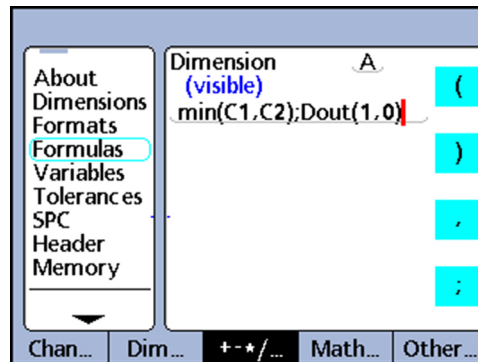 About
Dimensions
Formats
Formulas
Variables
Tolerances
SPC
Header
Memory
Dimension A
(visible)
min(C1,C2);Dout(1,0)
(
)
,
;
Chan... Dim... +-*/... Math... Other...